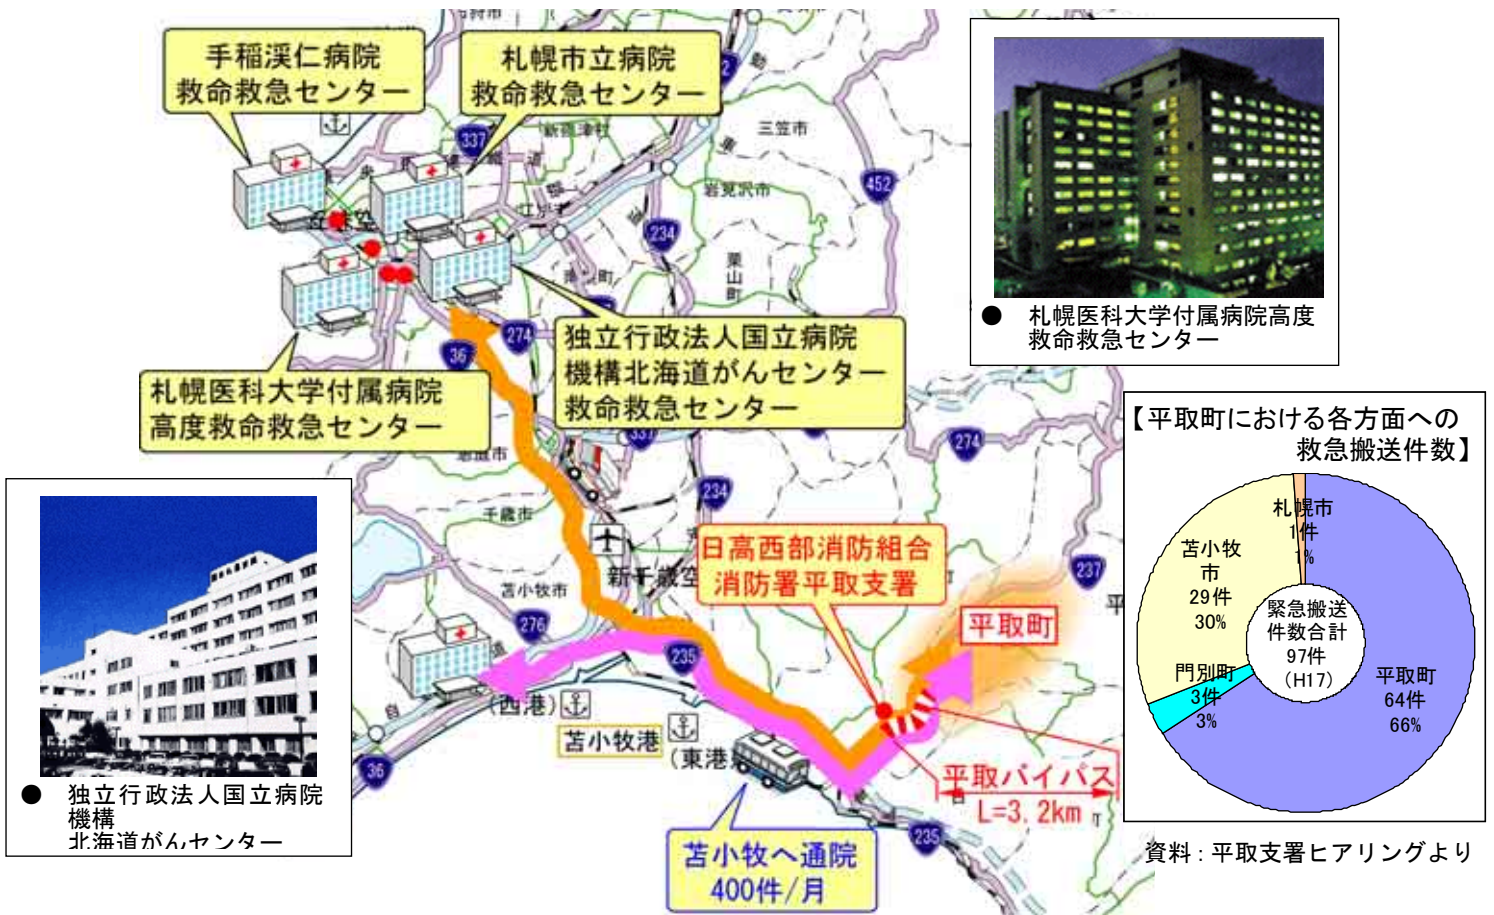 手稲渓仁病院
救命救急センター
札幌市立病院
救命救急センター
337
三笠市
452
岩見沢市
234
栗山町
274
36
独立行政法人国立病院
機構北海道がんセンター
救命救急センター
札幌医科大学付属病院
高度救命救急センター
337
274
234
千歳市
新千歳空
苫小牧市
276
235
237
日高西部消防組合
消防署平取支署
平取町
(西港)
苫小牧港
(東港)
36
平取バイパス
L=3.2km
235
苫小牧へ通院
400件/月
● 札幌医科大学付属病院高度
救命救急センター
● 独立行政法人国立病院
機構
北海道がんセンター
【平取町における各方面への
救急搬送件数】
札幌市
1件
1%
苫小牧
市
29件
30%
緊急搬送
件数合計
97件
(H17)
門別町
3件
3%
平取町
64件
66%
資料：平取支署ヒアリングより